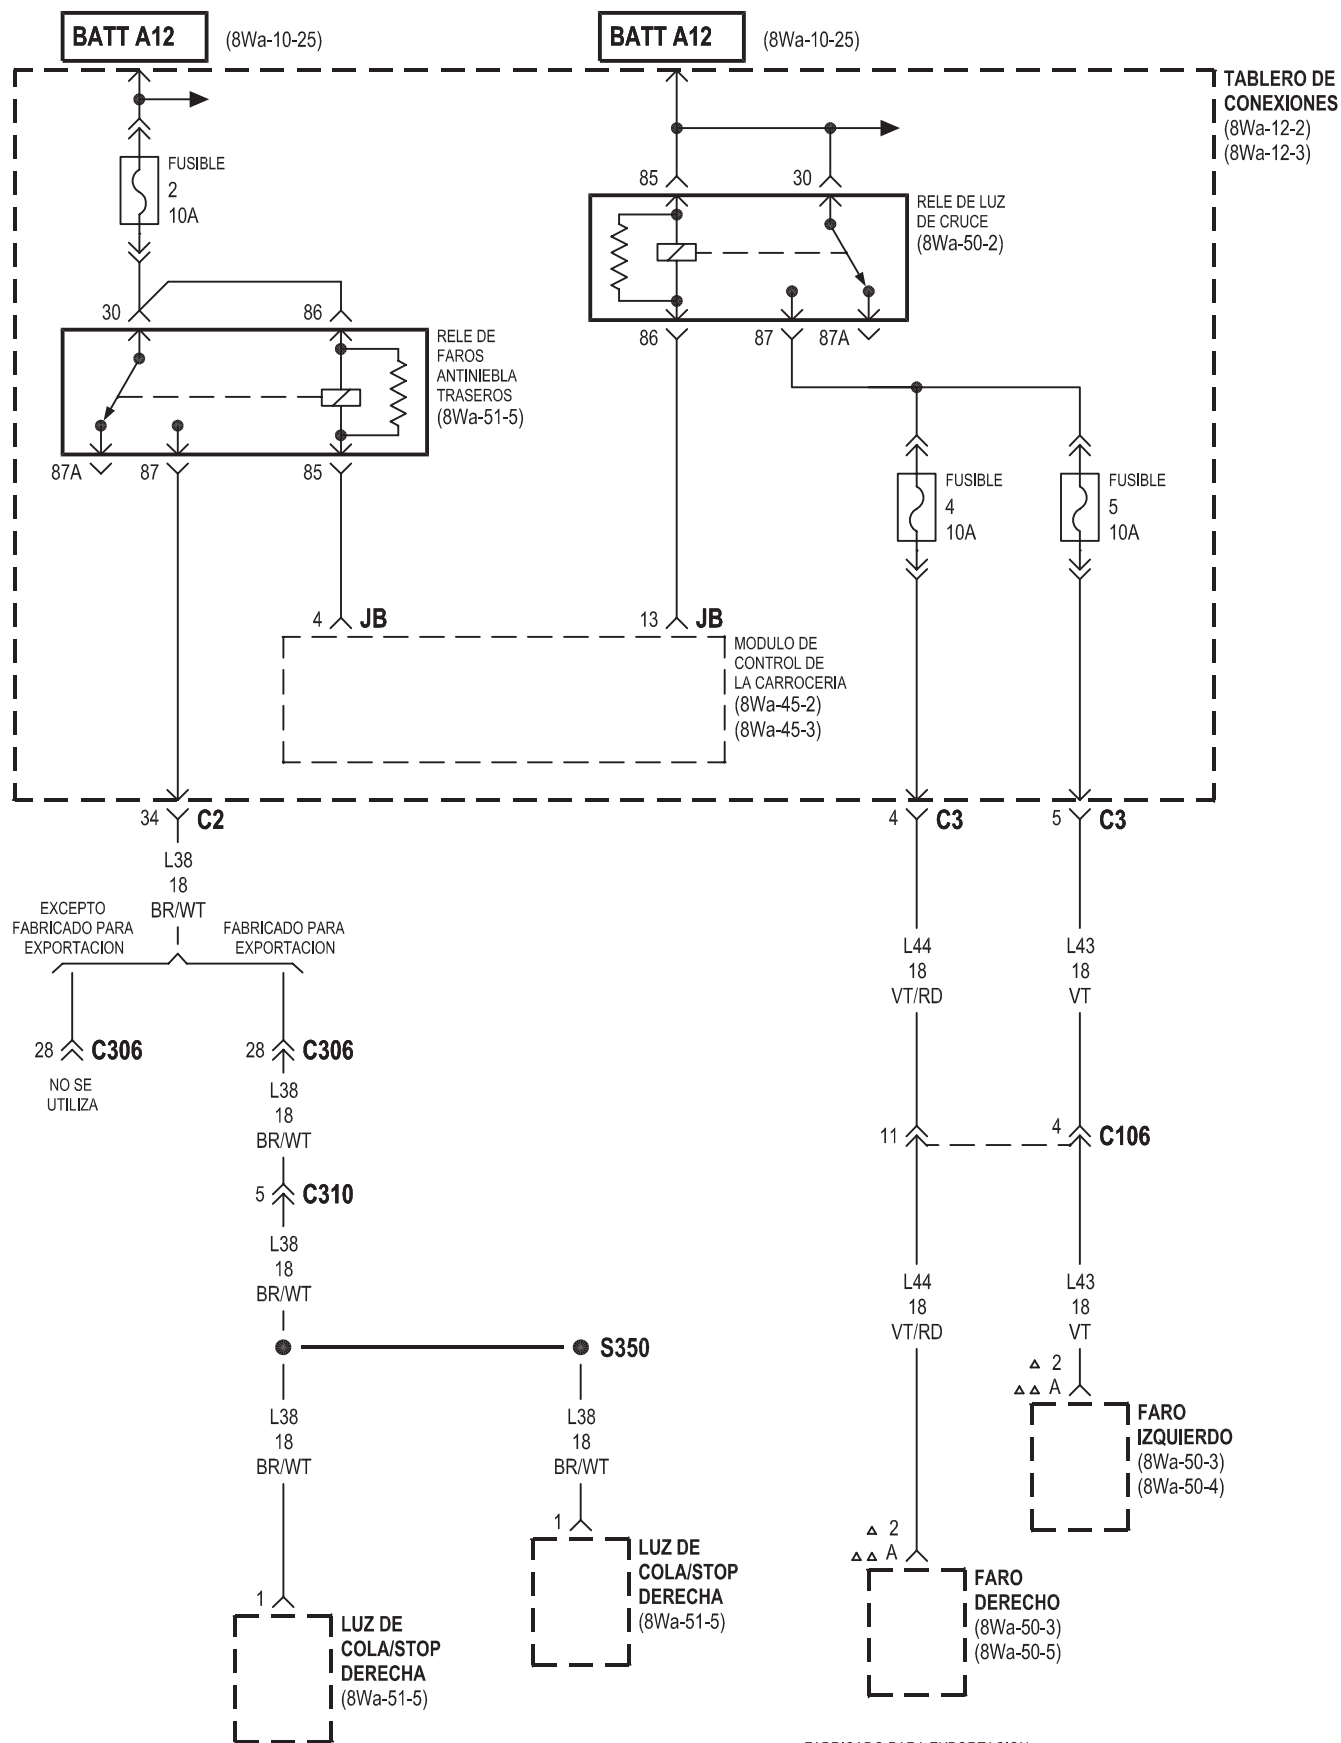 BATT A12
(8Wa-10-25)
BATT A12
(8Wa-10-25)
TABLERO DE
CONEXIONES
(8Wa-12-2)
(8Wa-12-3)
FUSIBLE
2
10A
85
30
RELE DE LUZ
DE CRUCE
(8Wa-50-2)
30
86
RELE DE
FAROS
ANTINIEBLA
TRASEROS
(8Wa-51-5)
86
87
87A
87A
87
85
FUSIBLE
4
10A
FUSIBLE
5
10A
4
JB
13
JB
MODULO DE
CONTROL DE
LA CARROCERIA
(8Wa-45-2)
(8Wa-45-3)
34
C2
4
C3
5
C3
L38
18
BR/WT
EXCEPTO
FABRICADO PARA
EXPORTACION
FABRICADO PARA
EXPORTACION
L44
18
VT/RD
L43
18
VT
28
C306
NO SE
UTILIZA
28
C306
L38
18
BR/WT
11
4
C106
5
C310
L38
18
BR/WT
L44
18
VT/RD
L43
18
VT
S350
L38
18
BR/WT
L38
18
BR/WT
△ 2
△△ A
FARO
IZQUIERDO
(8Wa-50-3)
(8Wa-50-4)
1
LUZ DE
COLA/STOP
DERECHA
(8Wa-51-5)
△ 2
△△ A
FARO
DERECHO
(8Wa-50-3)
(8Wa-50-5)
1
LUZ DE
COLA/STOP
DERECHA
(8Wa-51-5)